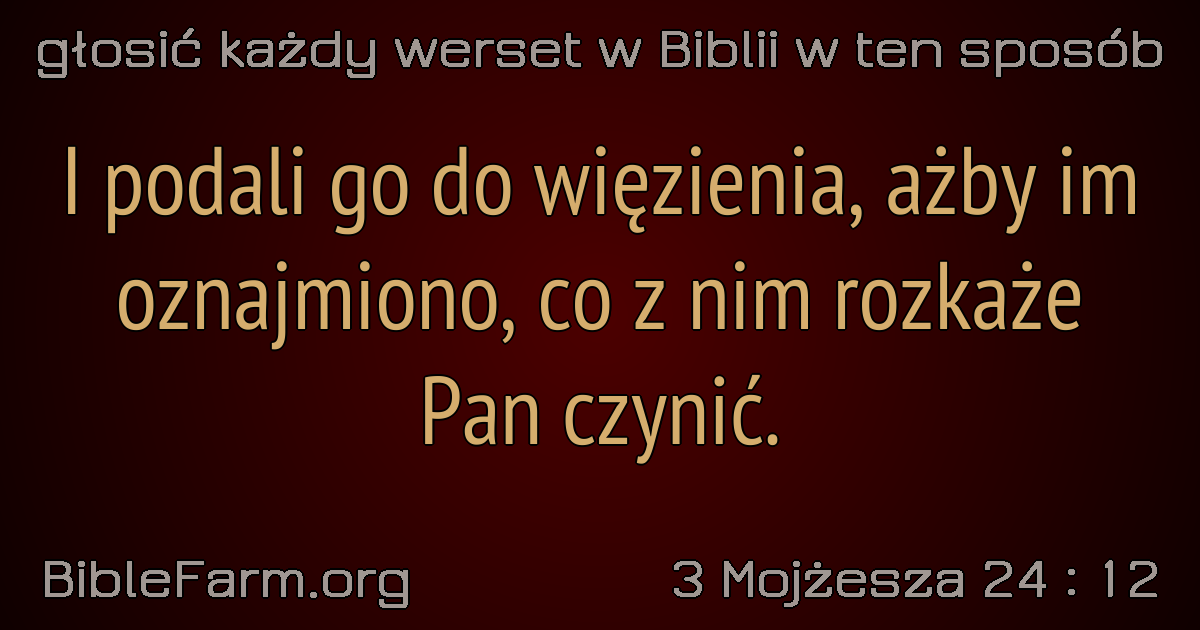 głosić każdy werset w Biblii w ten sposób
I podali go do więzienia, ażby im
oznajmiono, co z nim rozkaże
Pan czynić.
BibleFarm.org
3 Mojżesza 24 : 12